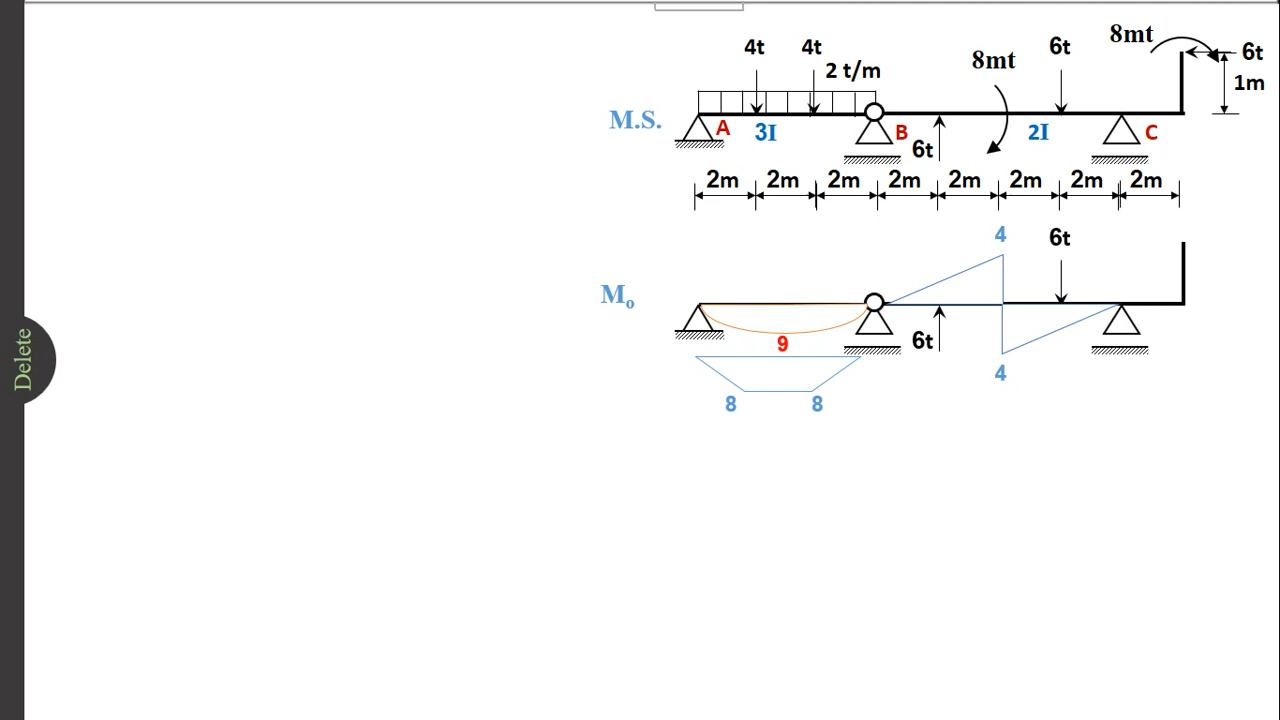 8mt
4t 4t 8mt 6t 6t
2 t/m 1m
M.S. A 3I B 6t 2I C
2m 2m 2m 2m 2m 2m 2m 2m
4 6t
Mo
6t
9
Delete
4
8 8